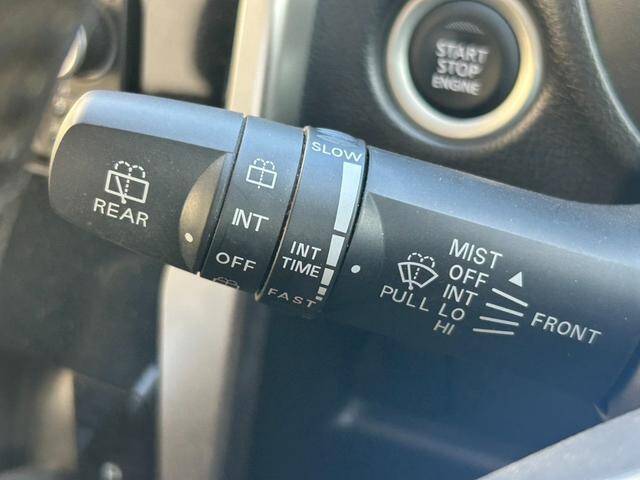 START
STOP
ENGINE
REAR
INT
OFF
SLOW
INT
TIME
FAST
PULL
MIST
OFF
INT
LO
HI
FRONT